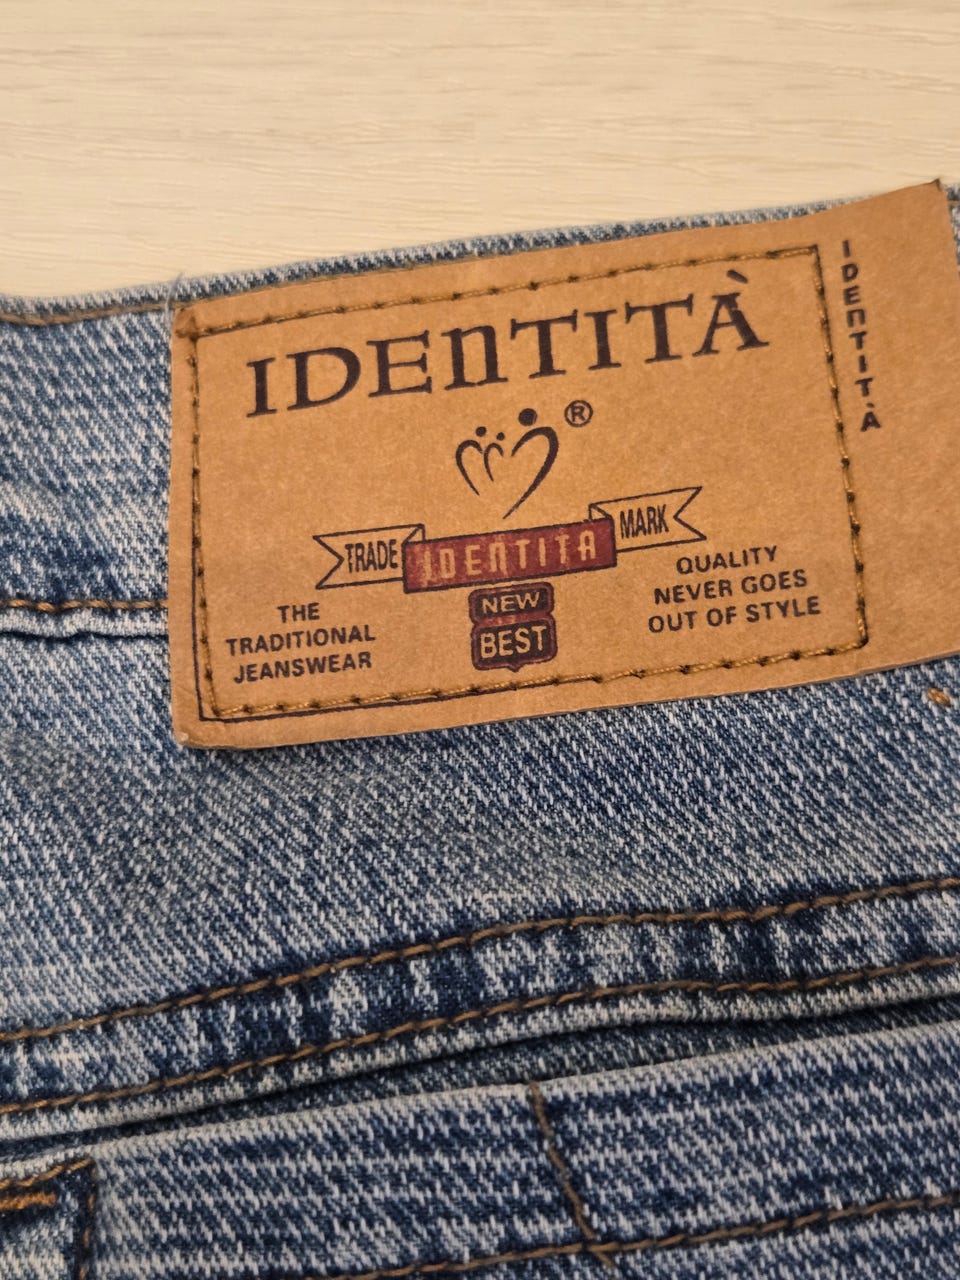 IDEnTITÀ
®
TRADE IDEnTITA MARK
NEW
BEST
THE
TRADITIONAL
JEANSWEAR
QUALITY
NEVER GOES
OUT OF STYLE
IDEnTITÀ